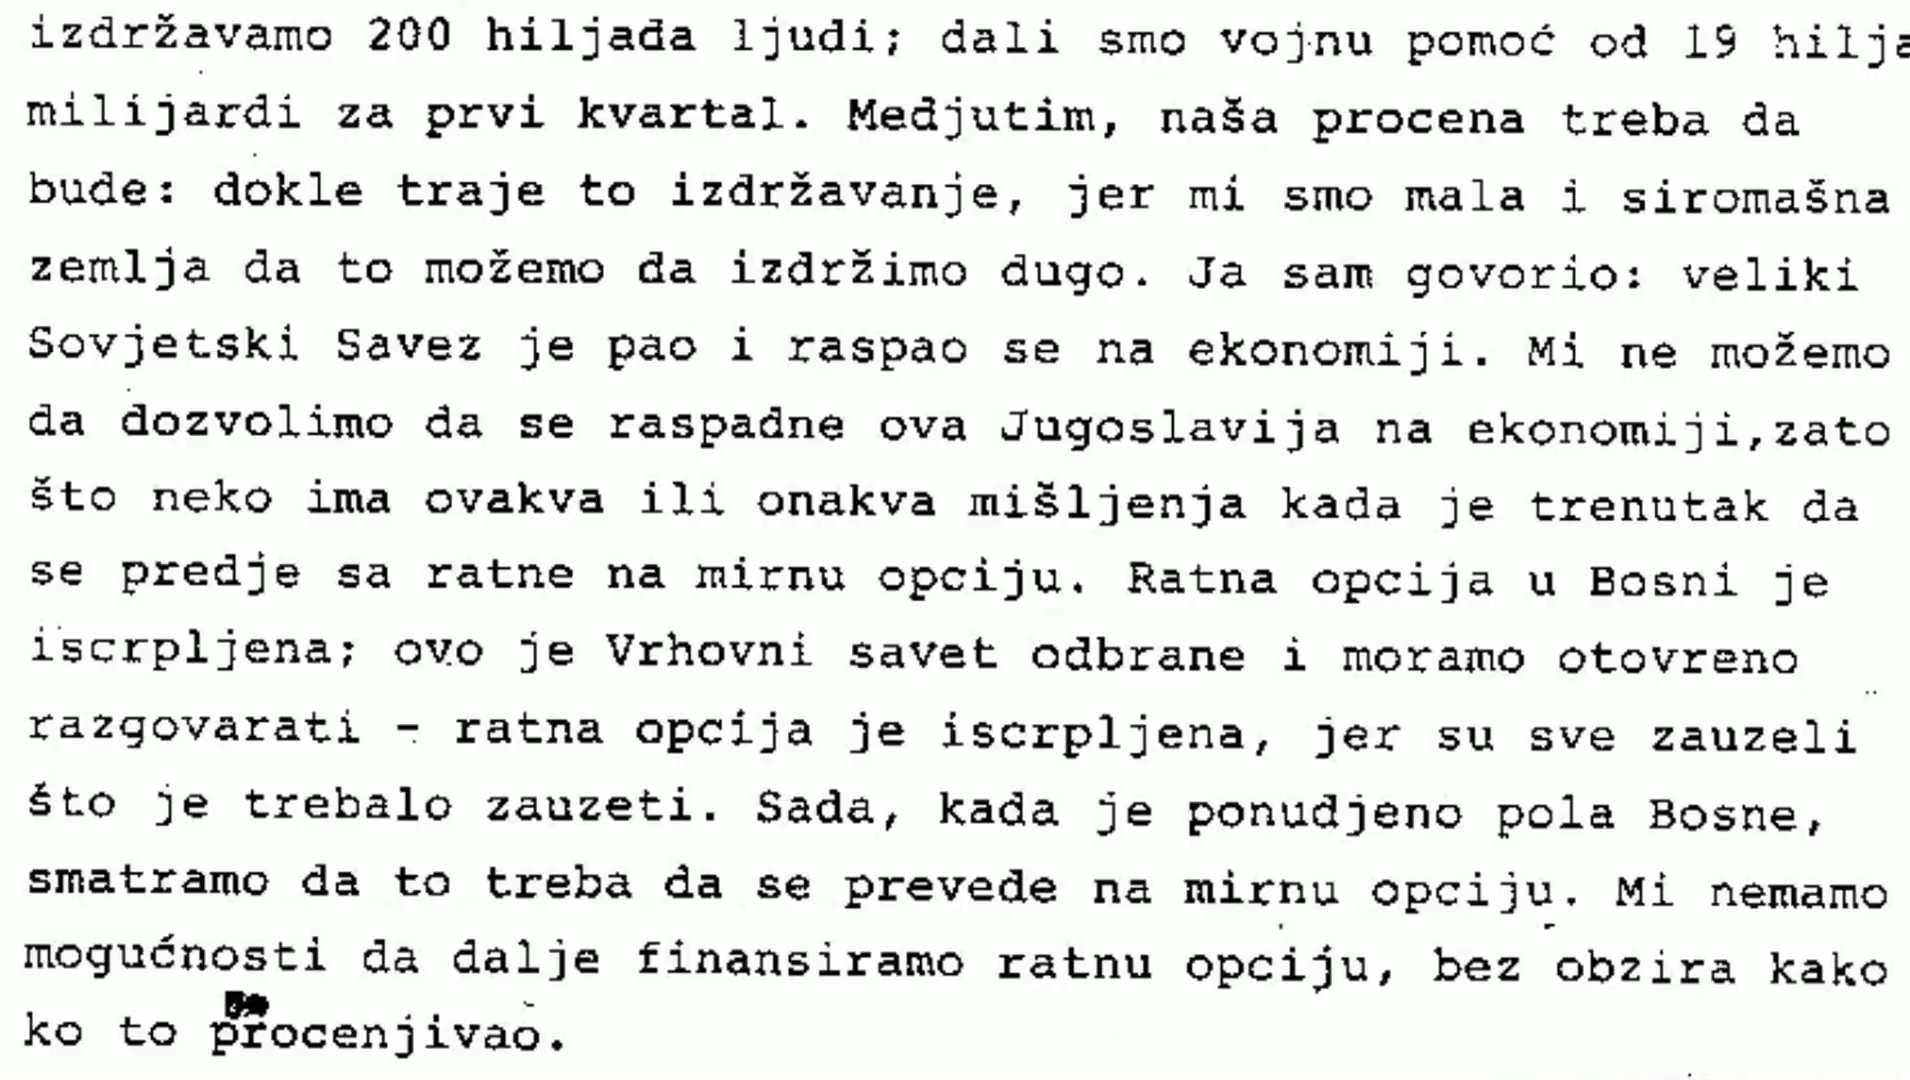 izdržavamo 200 hiljada ljudi; dali smo vojnu pomoć od 19 hilja
milijardi za prvi kvartal. Medjutim, naša procena treba da
bude: dokle traje to izdržavanje, jer mi smo mala i siromašna
zemlja da to možemo da izdržimo dugo. Ja sam govorio: veliki
Sovjetski Savez je pao i raspao se na ekonomiji. Mi ne možemo
da dozvolimo da se raspadne ova Jugoslavija na ekonomiji,zato
što neko ima ovakva ili onakva mišljenja kada je trenutak da
se predje sa ratne na mirnu opciju. Ratna opcija u Bosni je
iscrpljena; ovo je Vrhovni savet odbrane i moramo otovreno
razgovarati - ratna opcija je iscrpljena, jer su sve zauzeli
što je trebalo zauzeti. Sada, kada je ponudjeno pola Bosne,
smatramo da to treba da se prevede na mirnu opciju. Mi nemamo
mogućnosti da dalje finansiramo ratnu opciju, bez obzira kako
ko to procenjivao.